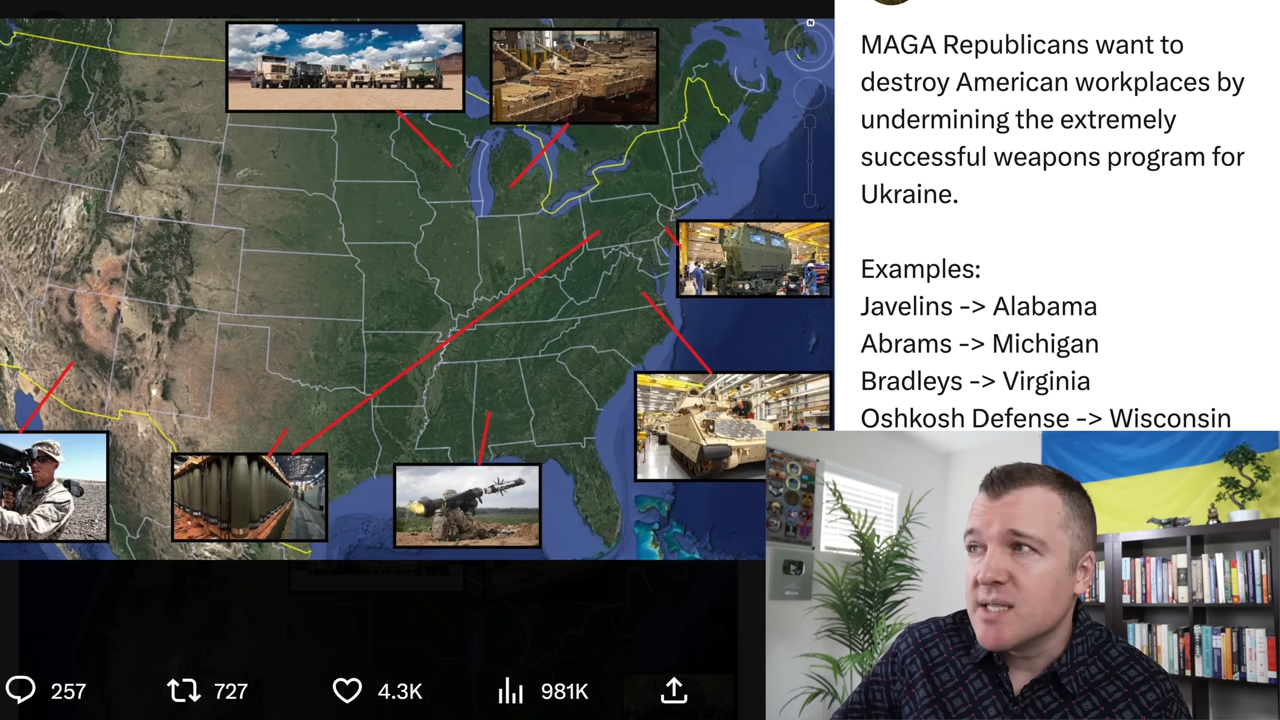 MAGA Republicans want to
destroy American workplaces by
undermining the extremely
successful weapons program for
Ukraine.
Examples:
Javelins -> Alabama
Abrams -> Michigan
Bradleys -> Virginia
Oshkosh Defense -> Wisconsin
N
257
727
4.3K
981K